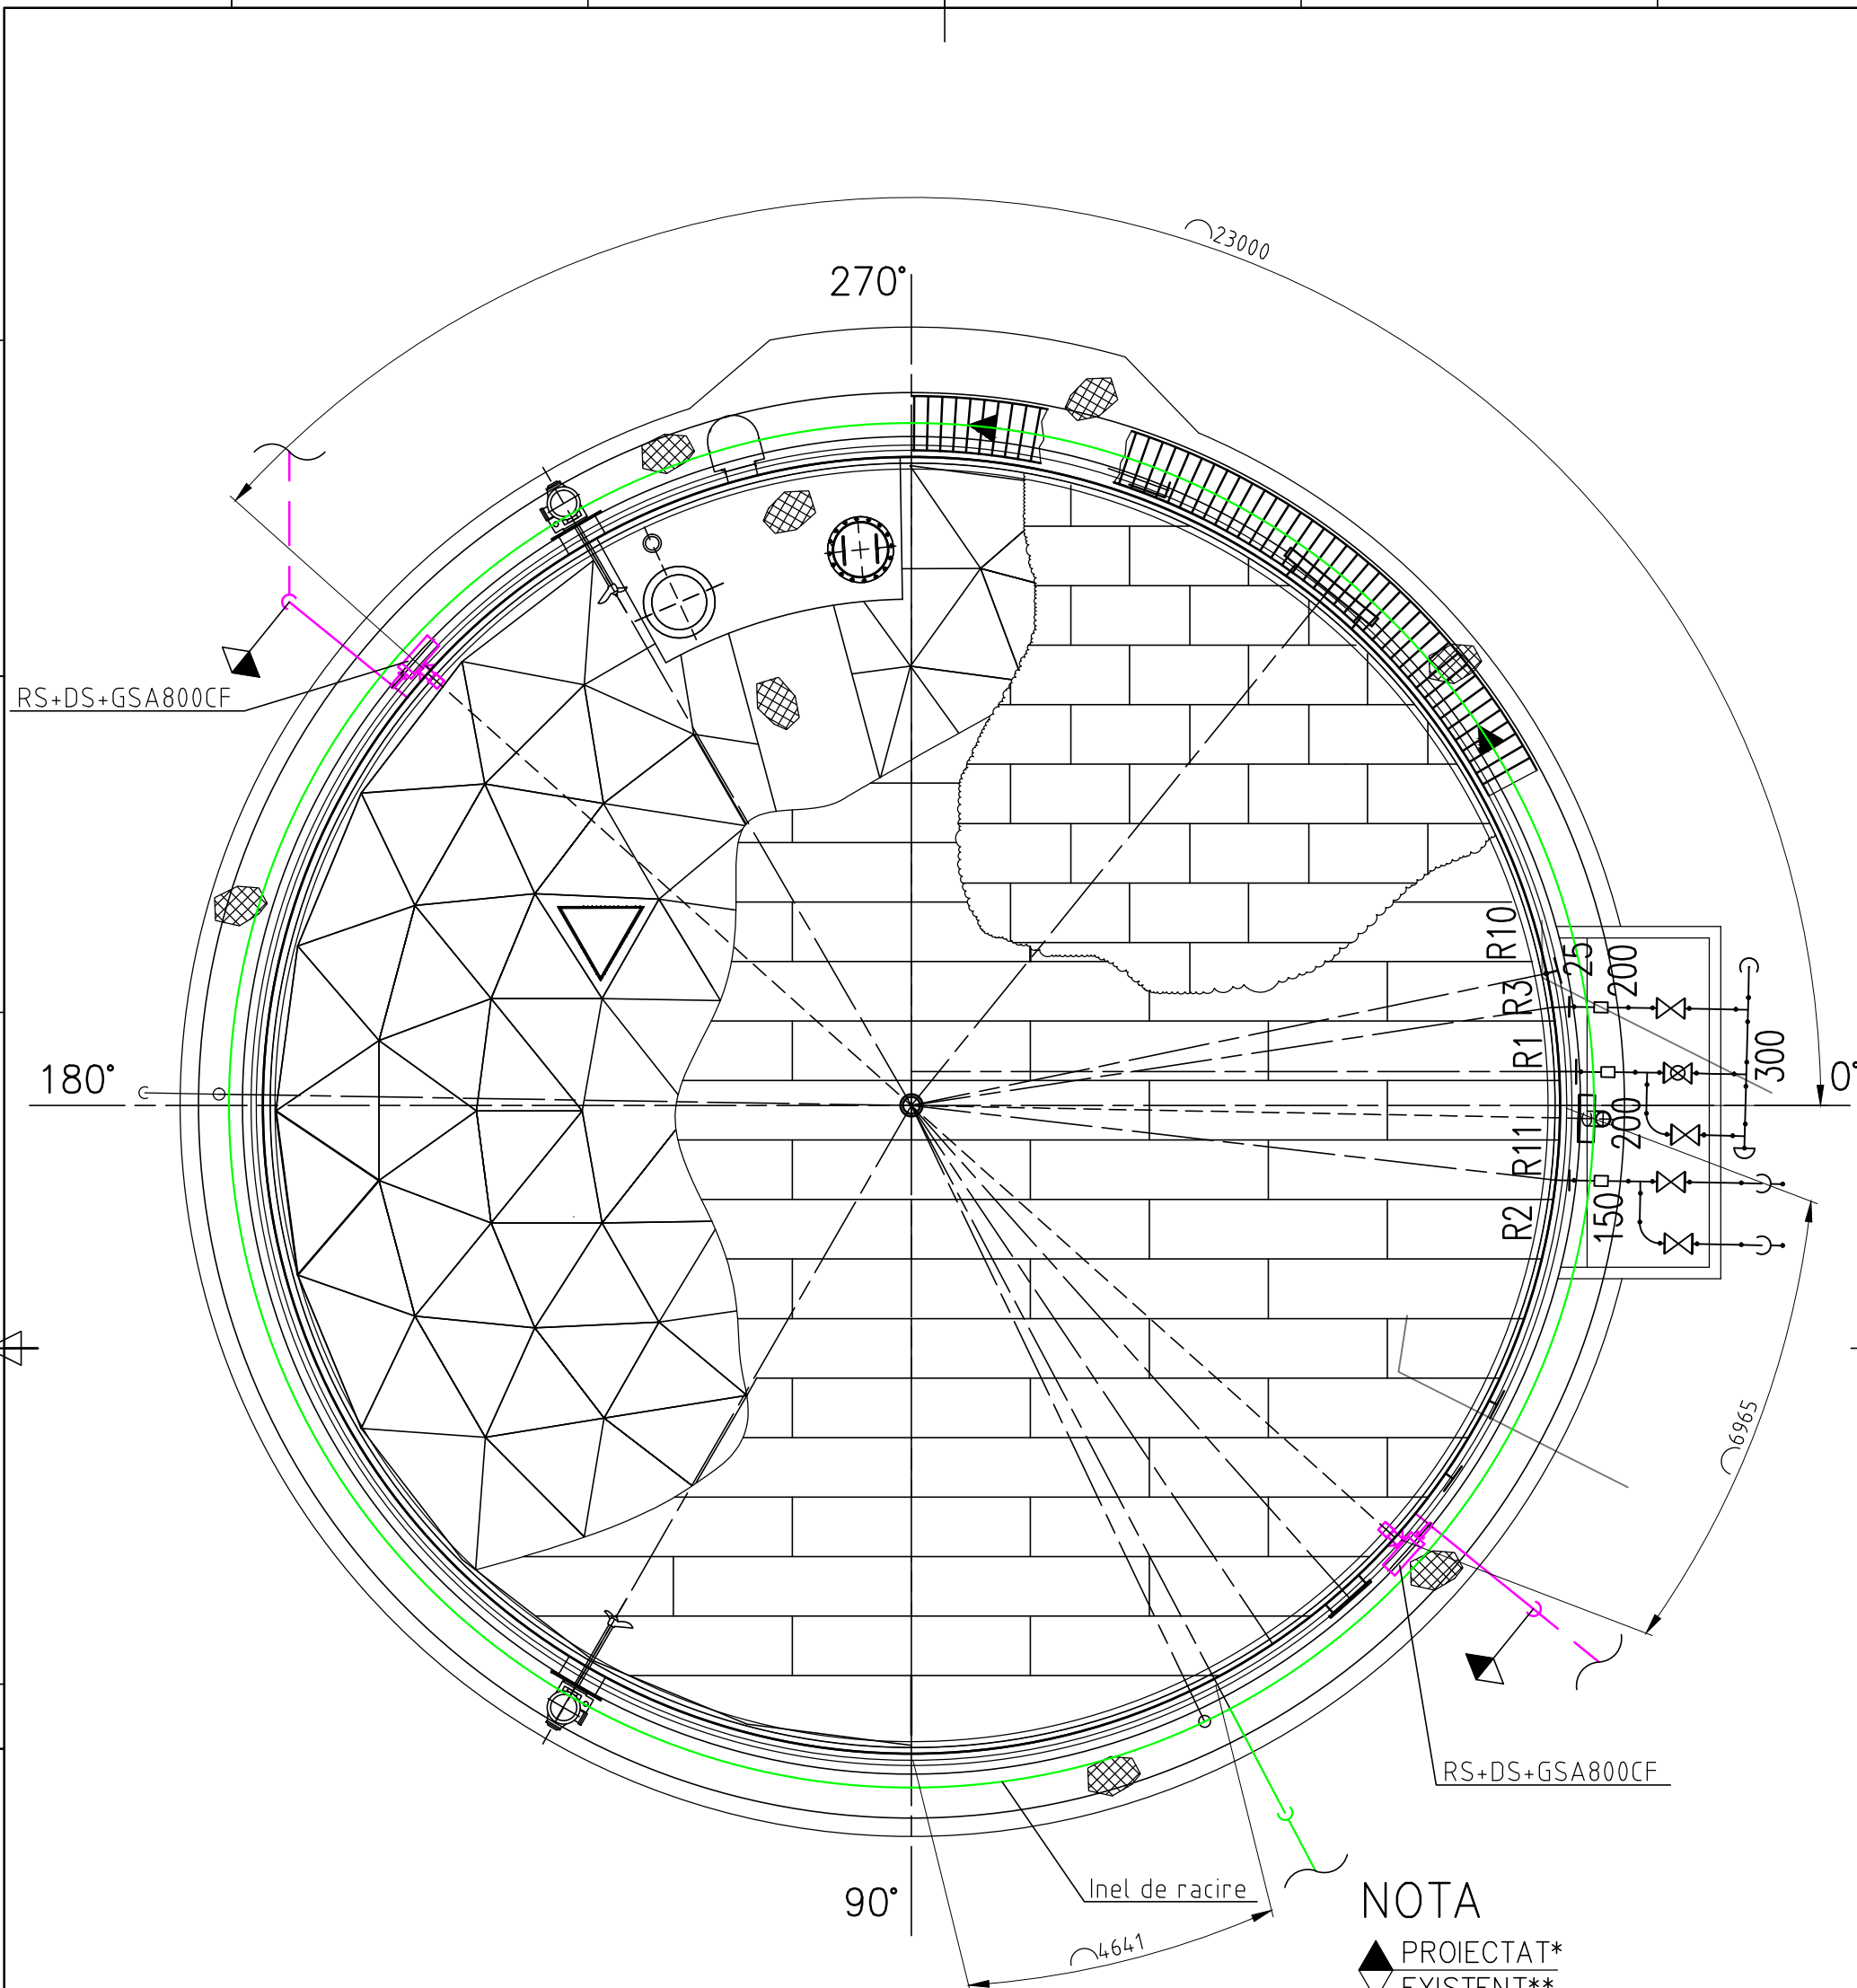 23000
270°
RS+DS+GSA800CF
R10
25
200
R3
R1
300
180°
0°
200
R11
R2
150
6965
RS+DS+GSA800CF
Inel de racire
90°
NOTA
4641
PROIECTAT*
EXISTENT**